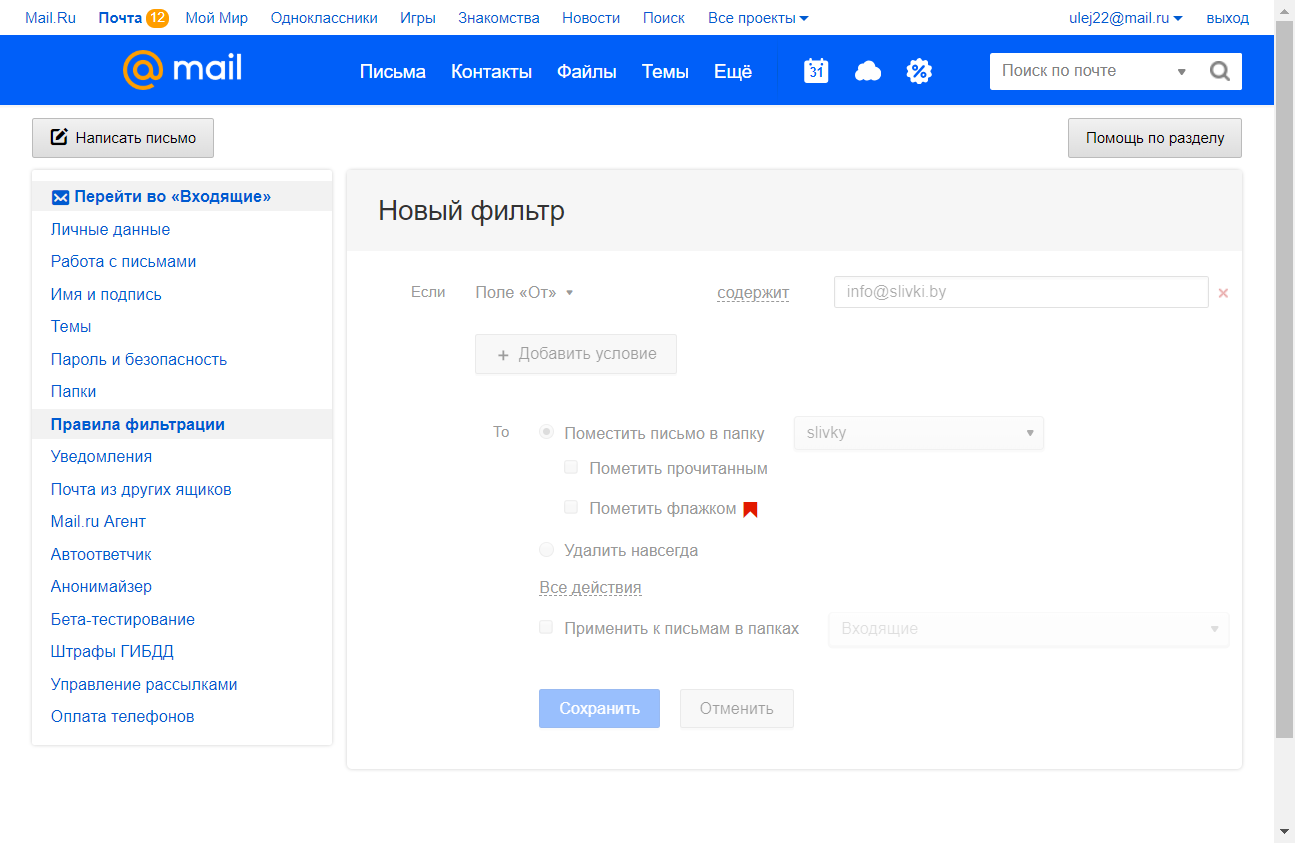 Mail.Ru Почта 12 Мой Мир Одноклассники Игры Знакомства Новости Поиск Все проекты ulej22@mail.ru выход
@mail Письма Контакты Файлы Темы Ещё 31 % Поиск по почте
Написать письмо Помощь по разделу
Перейти во «Входящие»
Личные данные
Работа с письмами
Имя и подпись
Темы
Пароль и безопасность
Папки
Правила фильтрации
Уведомления
Почта из других ящиков
Mail.ru Агент
Автоответчик
Анонимайзер
Бета-тестирование
Штрафы ГИБДД
Управление рассылками
Оплата телефонов
Новый фильтр
Если Поле «От» содержит info@slivki.by
+ Добавить условие
То Поместить письмо в папку slivky
Пометить прочитанным
Пометить флажком
Удалить навсегда
Все действия
Применить к письмам в папках Входящие
Сохранить Отменить